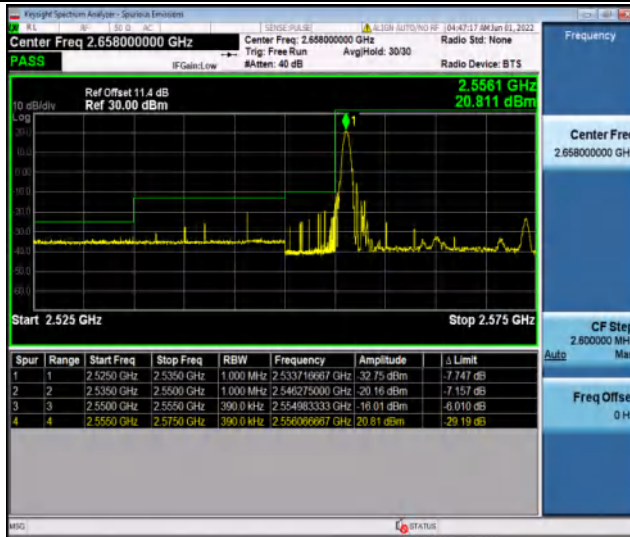 Keysight Spectrum Analyzer - Spurious Emissions
RL RF 50 Ω AC SENSE:PULSE ALIGN AUTO/NO RF 04:47:17 AM Jun 01, 2022
Center Freq 2.658000000 GHz
Center Freq: 2.658000000 GHz
Radio Std: None
Trig: Free Run Avg|Hold: 30/30
PASS
IFGain:Low
#Atten: 40 dB
Radio Device: BTS
Frequency
Ref Offset 11.4 dB
2.5561 GHz
10 dB/div Ref 30.00 dBm
20.811 dBm
Log
1
20.0
10.0
0.00
Center Fre
2.658000000 GH
Start 2.525 GHz
Stop 2.575 GHz
CF Step
2.600000 MH
Auto Ma
Freq Offse
0 H
Spur Range Start Freq Stop Freq RBW Frequency Amplitude Δ Limit
1 1 2.5250 GHz 2.5350 GHz 1.000 MHz 2.533716667 GHz -32.75 dBm -7.747 dB
2 2 2.5350 GHz 2.5500 GHz 1.000 MHz 2.546275000 GHz -20.16 dBm -7.157 dB
3 3 2.5500 GHz 2.5550 GHz 390.0 kHz 2.554983333 GHz -16.01 dBm -6.010 dB
4 4 2.5550 GHz 2.5750 GHz 390.0 kHz 2.556066667 GHz 20.81 dBm -29.19 dB
MSG
STATUS